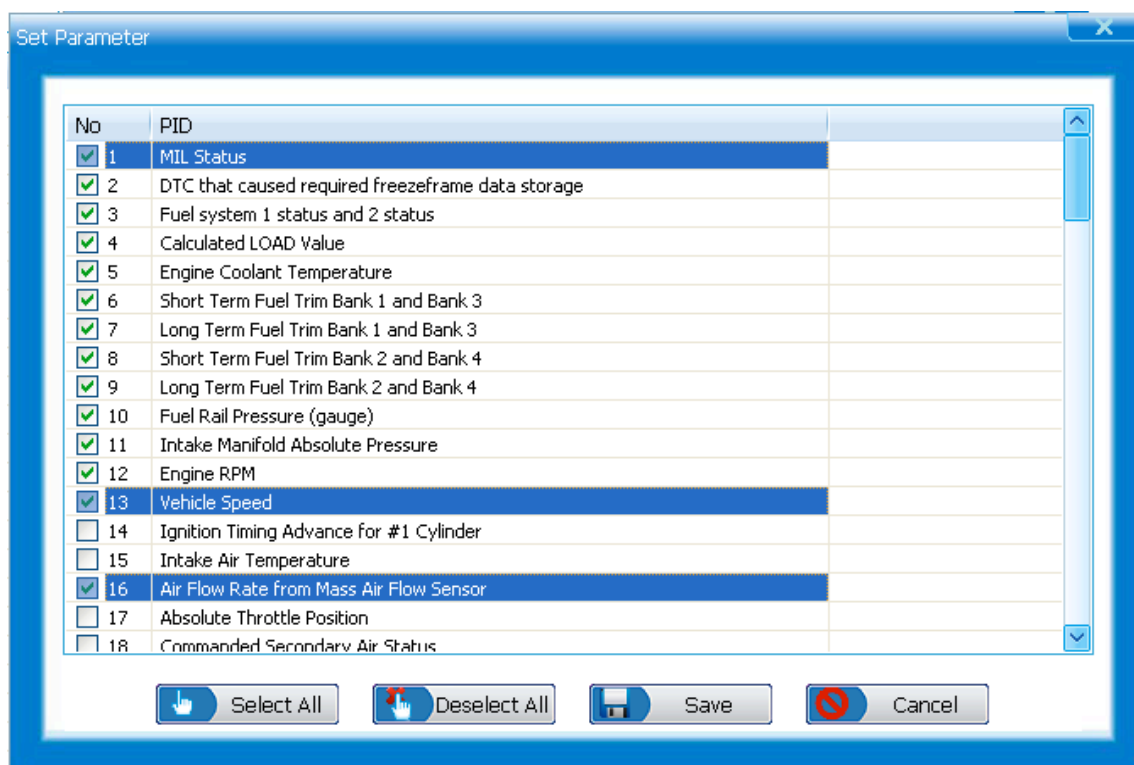 Set Parameter
No PID
1 MIL Status
2 DTC that caused required freezeframe data storage
3 Fuel system 1 status and 2 status
4 Calculated LOAD Value
5 Engine Coolant Temperature
6 Short Term Fuel Trim Bank 1 and Bank 3
7 Long Term Fuel Trim Bank 1 and Bank 3
8 Short Term Fuel Trim Bank 2 and Bank 4
9 Long Term Fuel Trim Bank 2 and Bank 4
10 Fuel Rail Pressure (gauge)
11 Intake Manifold Absolute Pressure
12 Engine RPM
13 Vehicle Speed
14 Ignition Timing Advance for #1 Cylinder
15 Intake Air Temperature
16 Air Flow Rate from Mass Air Flow Sensor
17 Absolute Throttle Position
18 Commanded Secondary Air Status
Select All Deselect All Save Cancel